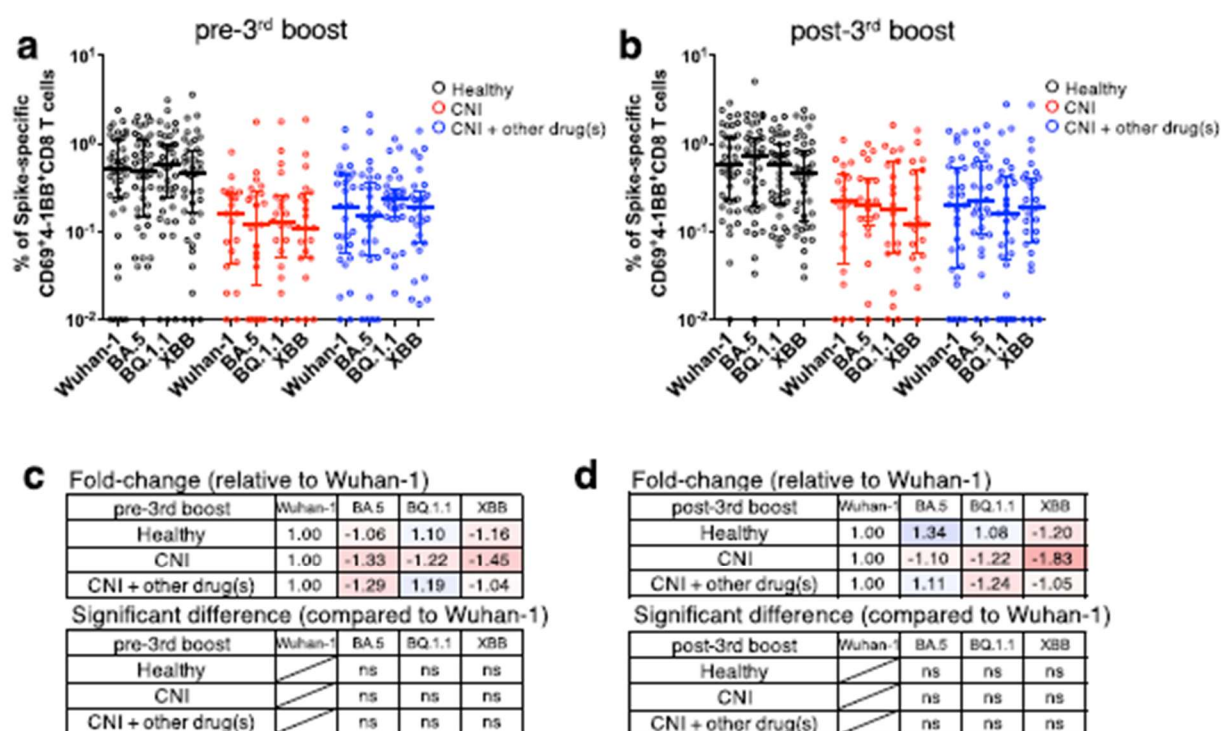 a
pre-3rd boost
% of Spike-specific
CD69+4-1BB+CD8 T cells
10^1
10^0
10^-1
10^-2
Healthy
CNI
CNI + other drug(s)
Wuhan-1 BA.5 BQ.1.1 XBB Wuhan-1 BA.5 BQ.1.1 XBB Wuhan-1 BA.5 BQ.1.1 XBB
b
post-3rd boost
% of Spike-specific
CD69+4-1BB+CD8 T cells
10^1
10^0
10^-1
10^-2
Healthy
CNI
CNI + other drug(s)
Wuhan-1 BA.5 BQ.1.1 XBB Wuhan-1 BA.5 BQ.1.1 XBB Wuhan-1 BA.5 BQ.1.1 XBB
c
Fold-change (relative to Wuhan-1)
pre-3rd boost Wuhan-1 BA.5 BQ.1.1 XBB
Healthy 1.00 -1.06 1.10 -1.16
CNI 1.00 -1.33 -1.22 -1.45
CNI + other drug(s) 1.00 -1.29 1.19 -1.04
Significant difference (compared to Wuhan-1)
pre-3rd boost Wuhan-1 BA.5 BQ.1.1 XBB
Healthy ns ns ns
CNI ns ns ns
CNI + other drug(s) ns ns ns
d
Fold-change (relative to Wuhan-1)
post-3rd boost Wuhan-1 BA.5 BQ.1.1 XBB
Healthy 1.00 1.34 1.08 -1.20
CNI 1.00 -1.10 -1.22 -1.83
CNI + other drug(s) 1.00 1.11 -1.24 -1.05
Significant difference (compared to Wuhan-1)
post-3rd boost Wuhan-1 BA.5 BQ.1.1 XBB
Healthy ns ns ns
CNI ns ns ns
CNI + other drug(s) ns ns ns